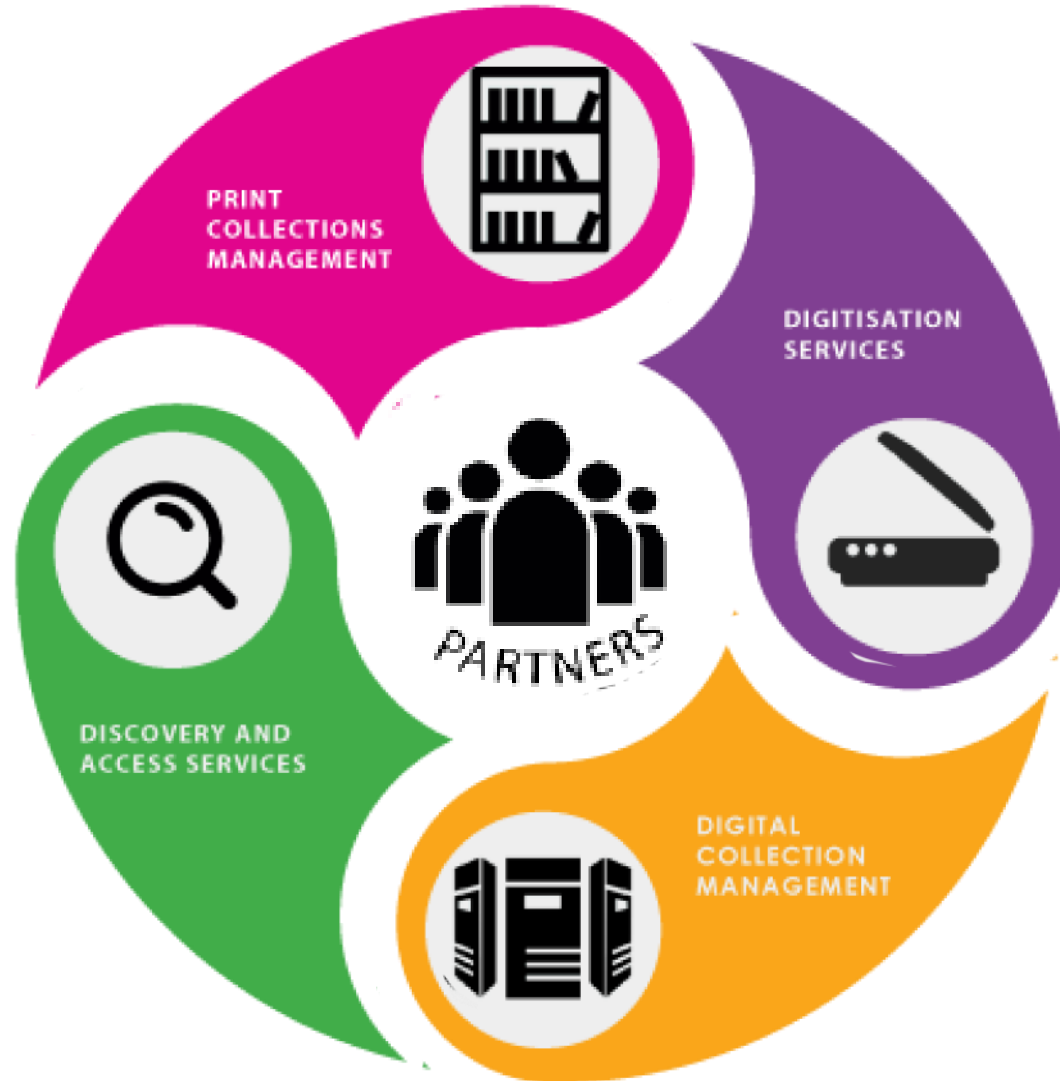 PRINT
COLLECTIONS
MANAGEMENT
DIGITISATION
SERVICES
PARTNERS
DISCOVERY AND
ACCESS SERVICES
DIGITAL
COLLECTION
MANAGEMENT